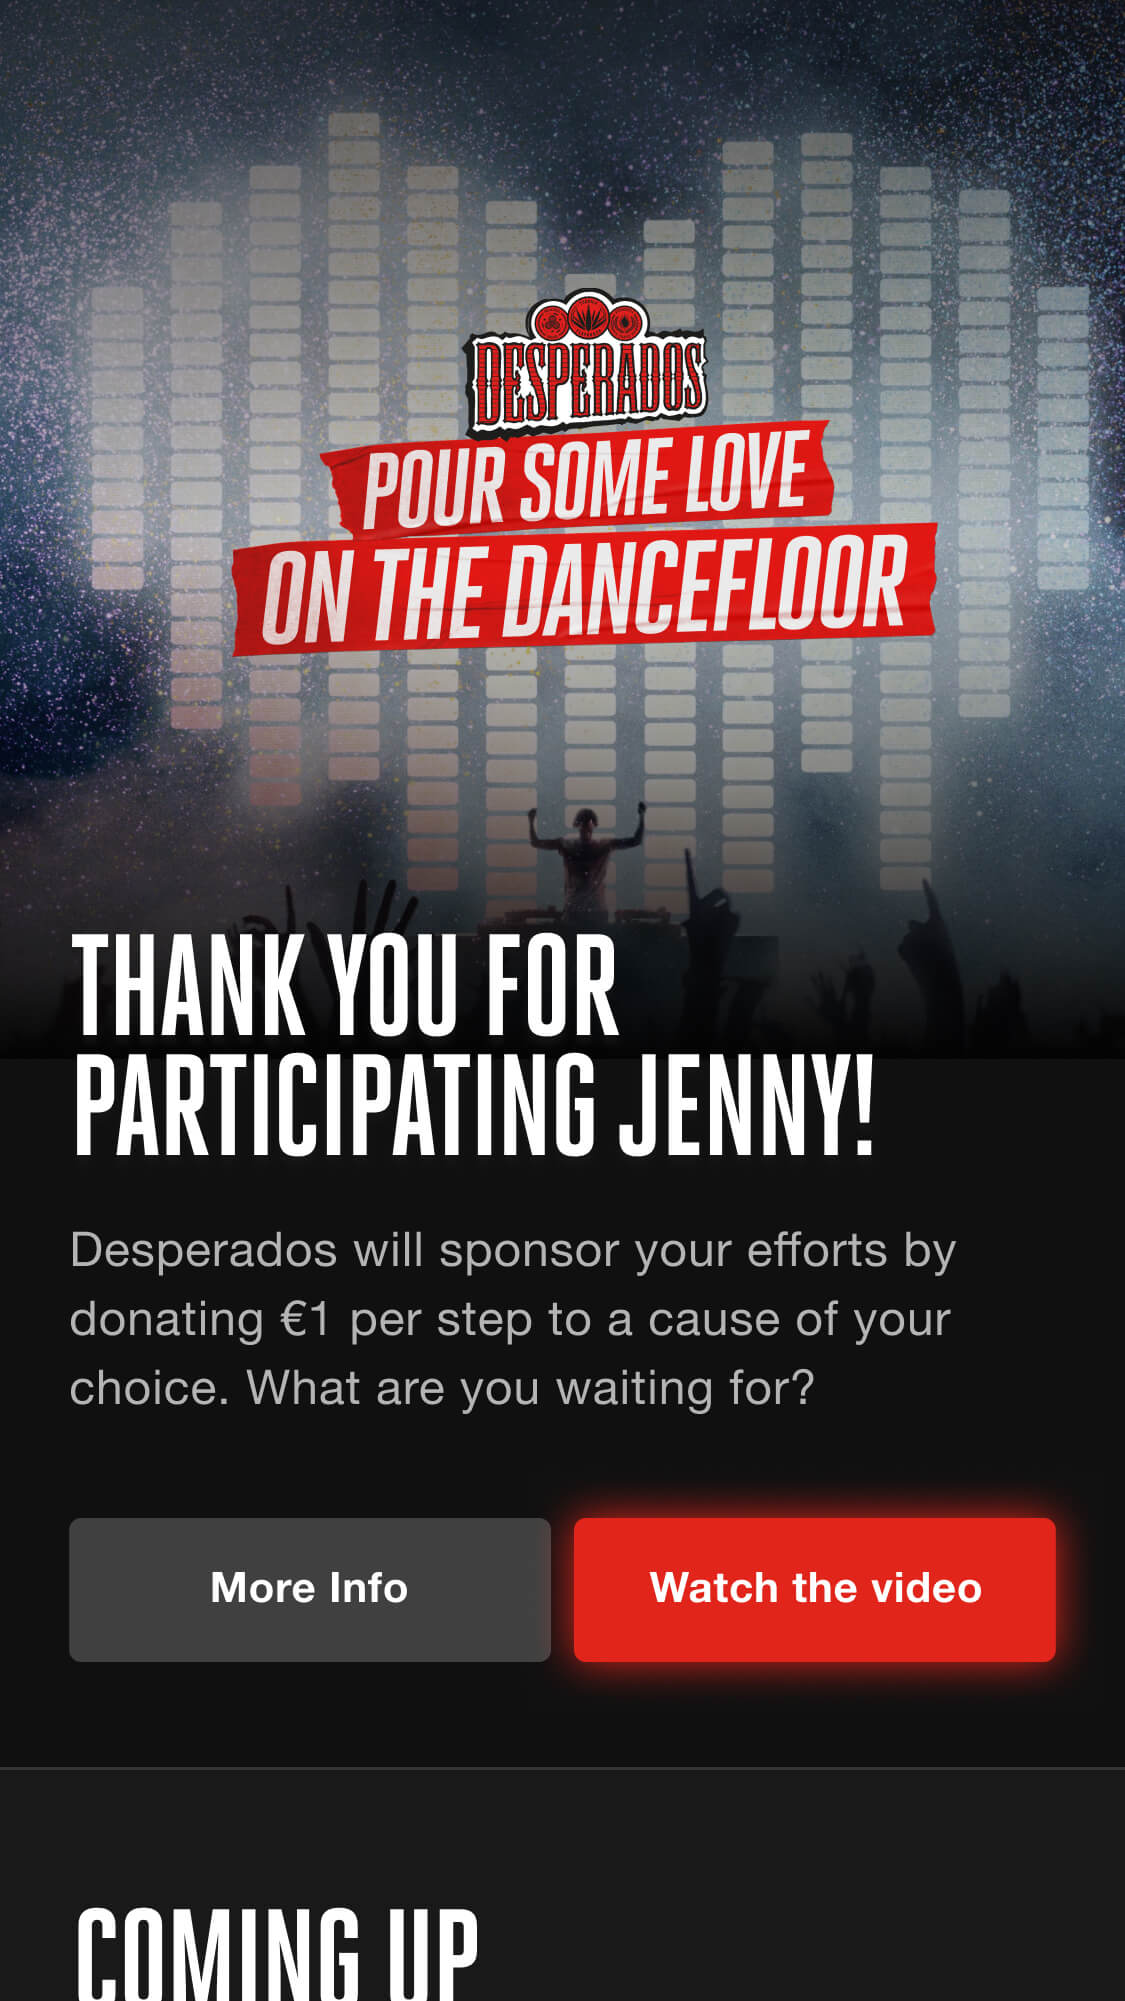 DESPERADOS
POUR SOME LOVE
ON THE DANCEFLOOR
THANK YOU FOR
PARTICIPATING JENNY!
Desperados will sponsor your efforts by
donating €1 per step to a cause of your
choice. What are you waiting for?
More Info
Watch the video
COMING UP